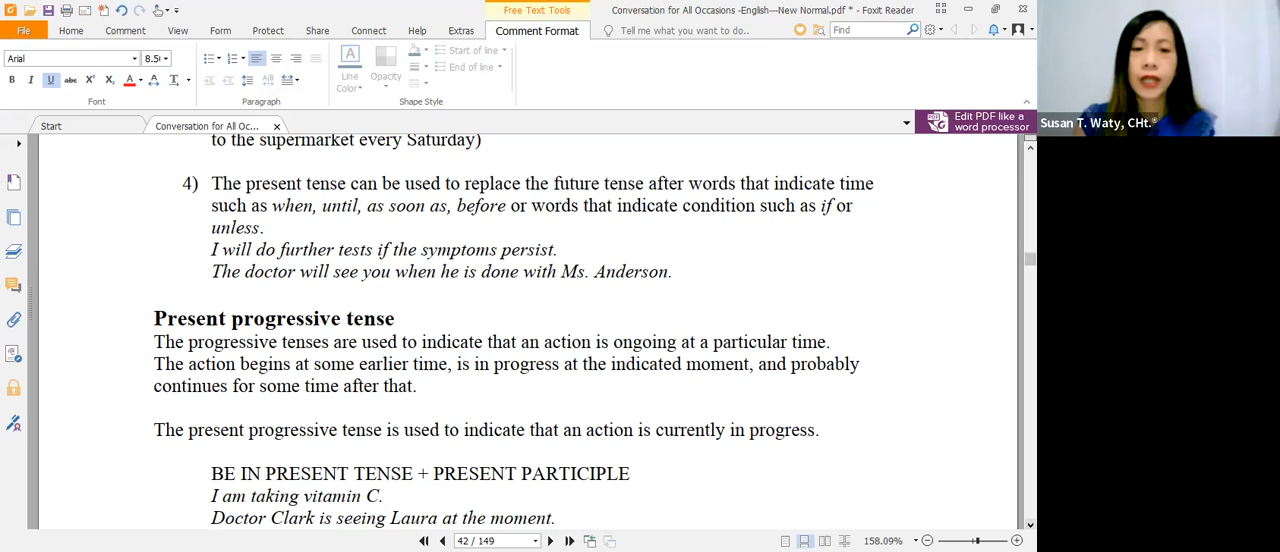 Free Text Tools
Conversation for All Occasions -English---New Normal.pdf * - Foxit Reader
File Home Comment View Form Protect Share Connect Help Extras Comment Format Tell me what you want to do.. Find
Arial 8.5
Line Color
Opacity
Start of line
End of line
Font Paragraph Shape Style
Start Conversation for All Oc...
Edit PDF like a word processor
Susan T. Waty, CHt.®
to the supermarket every Saturday)
4) The present tense can be used to replace the future tense after words that indicate time
such as when, until, as soon as, before or words that indicate condition such as if or
unless.
I will do further tests if the symptoms persist.
The doctor will see you when he is done with Ms. Anderson.
Present progressive tense
The progressive tenses are used to indicate that an action is ongoing at a particular time.
The action begins at some earlier time, is in progress at the indicated moment, and probably
continues for some time after that.
The present progressive tense is used to indicate that an action is currently in progress.
BE IN PRESENT TENSE + PRESENT PARTICIPLE
I am taking vitamin C.
Doctor Clark is seeing Laura at the moment.
42 / 149
158.09%